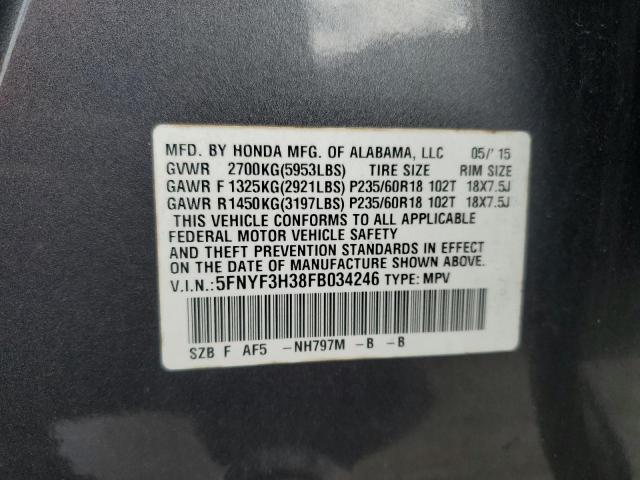 MFD. BY HONDA MFG. OF ALABAMA, LLC 05/' 15
GVWR 2700KG(5953LBS) TIRE SIZE RIM SIZE
GAWR F 1325KG(2921LBS) P235/60R18 102T 18X7.5J
GAWR R1450KG(3197LBS) P235/60R18 102T 18X7.5J
THIS VEHICLE CONFORMS TO ALL APPLICABLE
FEDERAL MOTOR VEHICLE SAFETY
AND THEFT PREVENTION STANDARDS IN EFFECT
ON THE DATE OF MANUFACTURE SHOWN ABOVE.
V.I.N.:5FNYF3H38FB034246 TYPE: MPV
SZB F AF5 -NH797M -B -B